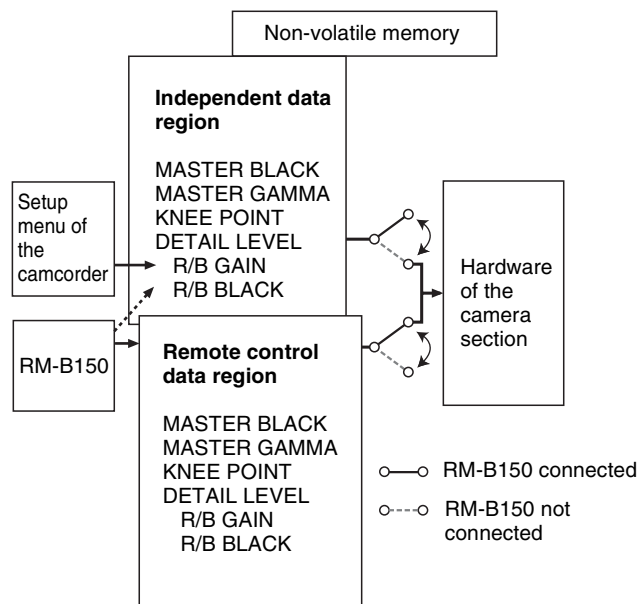 Non-volatile memory
Independent data
region
MASTER BLACK
MASTER GAMMA
KNEE POINT
DETAIL LEVEL
R/B GAIN
R/B BLACK
Setup
menu of
the
camcorder
RM-B150
Hardware
of the
camera
section
Remote control
data region
MASTER BLACK
MASTER GAMMA
KNEE POINT
DETAIL LEVEL
R/B GAIN
R/B BLACK
RM-B150 connected
RM-B150 not
connected